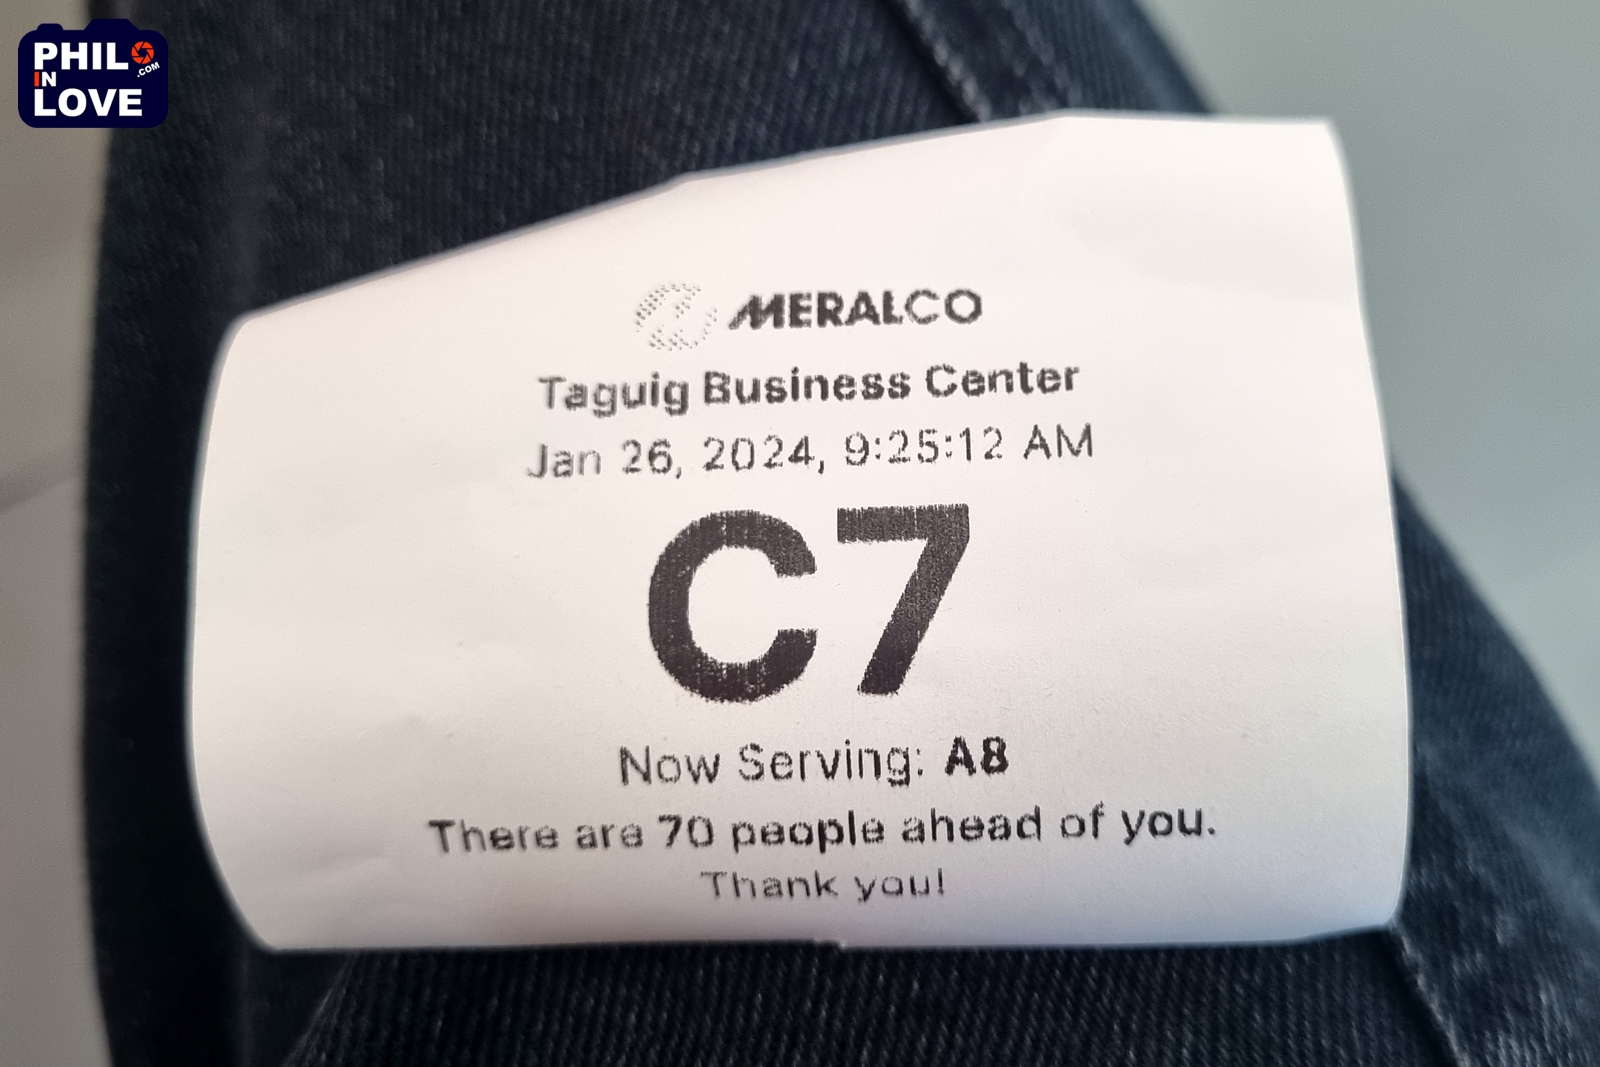 PHIL
IN
.COM
LOVE
MERALCO
Taguig Business Center
Jan 26, 2024, 9:25:12 AM
C7
Now Serving: A8
There are 70 people ahead of you.
Thank you!